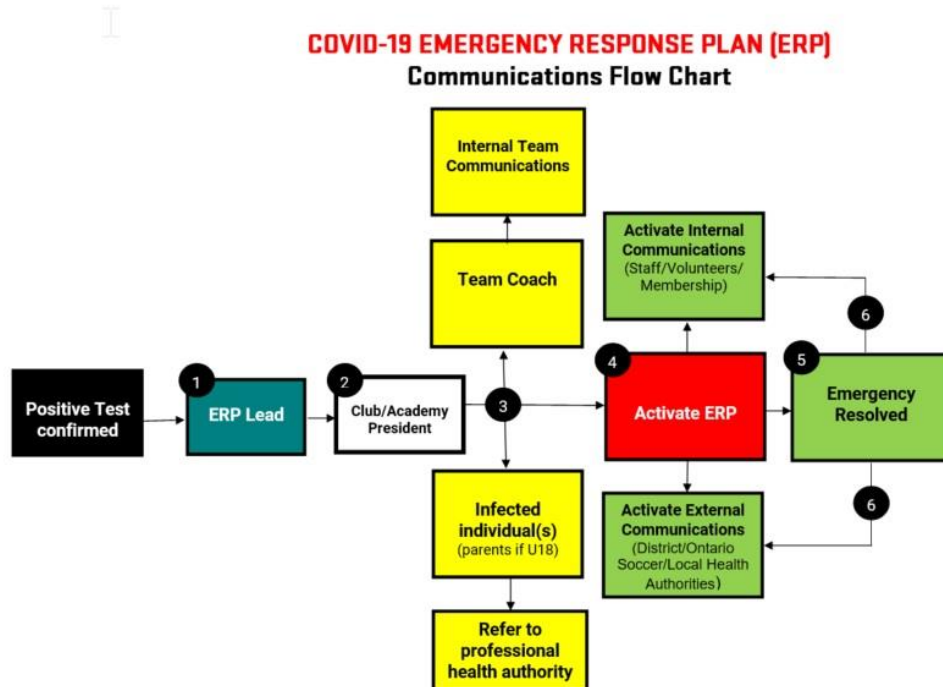 COVID-19 EMERGENCY RESPONSE PLAN (ERP)
Communications Flow Chart
Internal Team
Communications
Team Coach
Activate Internal
Communications
(Staff/Volunteers/
Membership)
6
Positive Test
confirmed
1
ERP Lead
2
Club/Academy
President
3
4
Activate ERP
5
Emergency
Resolved
Infected
individual(s)
(parents if U18)
Activate External
Communications
(District/Ontario
Soccer/Local Health
Authorities)
6
Refer to
professional
health authority